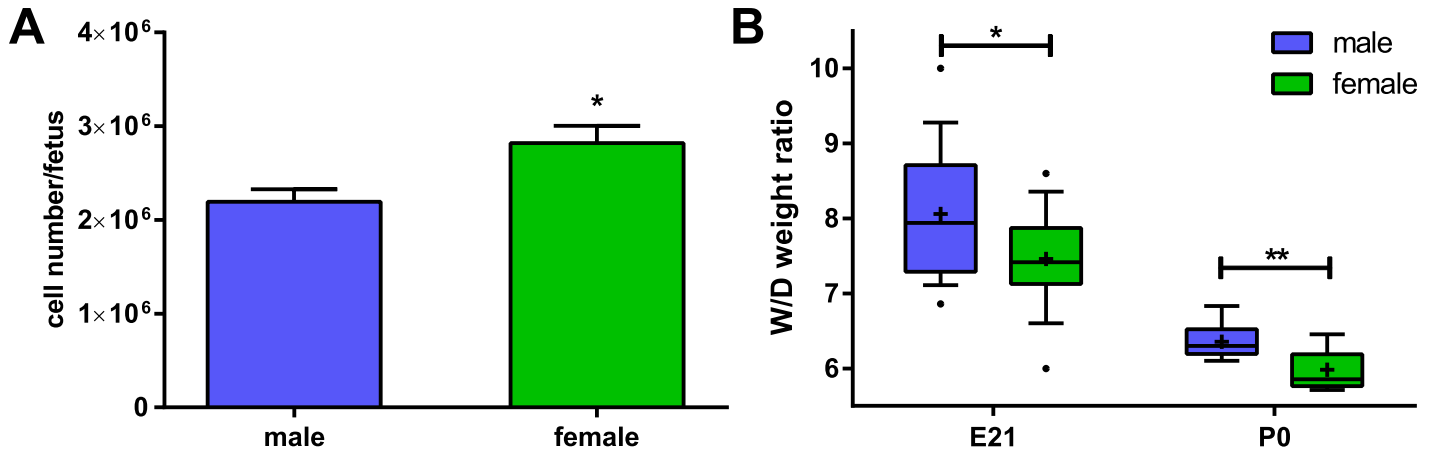 A
cell number/fetus
4×10⁶
3×10⁶
2×10⁶
1×10⁶
0
*
male
female
B
W/D weight ratio
10
9
8
7
6
*
**
male
female
E21
P0